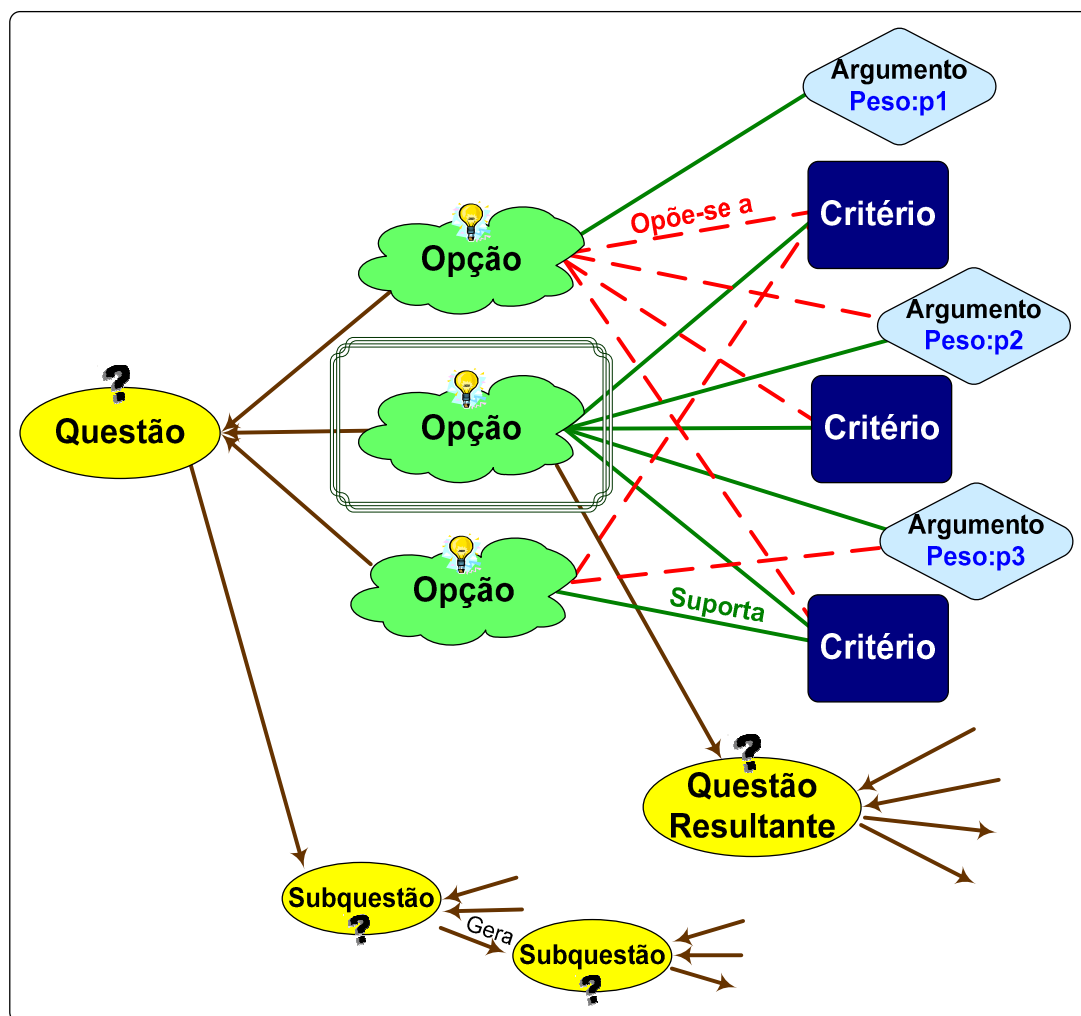 Argumento
Peso:p1
Opõe-se a
Critério
Opção
Argumento
Peso:p2
Questão
Opção
Critério
Argumento
Peso:p3
Opção
Suporta
Critério
Questão
Resultante
Subquestão
Gera
Subquestão